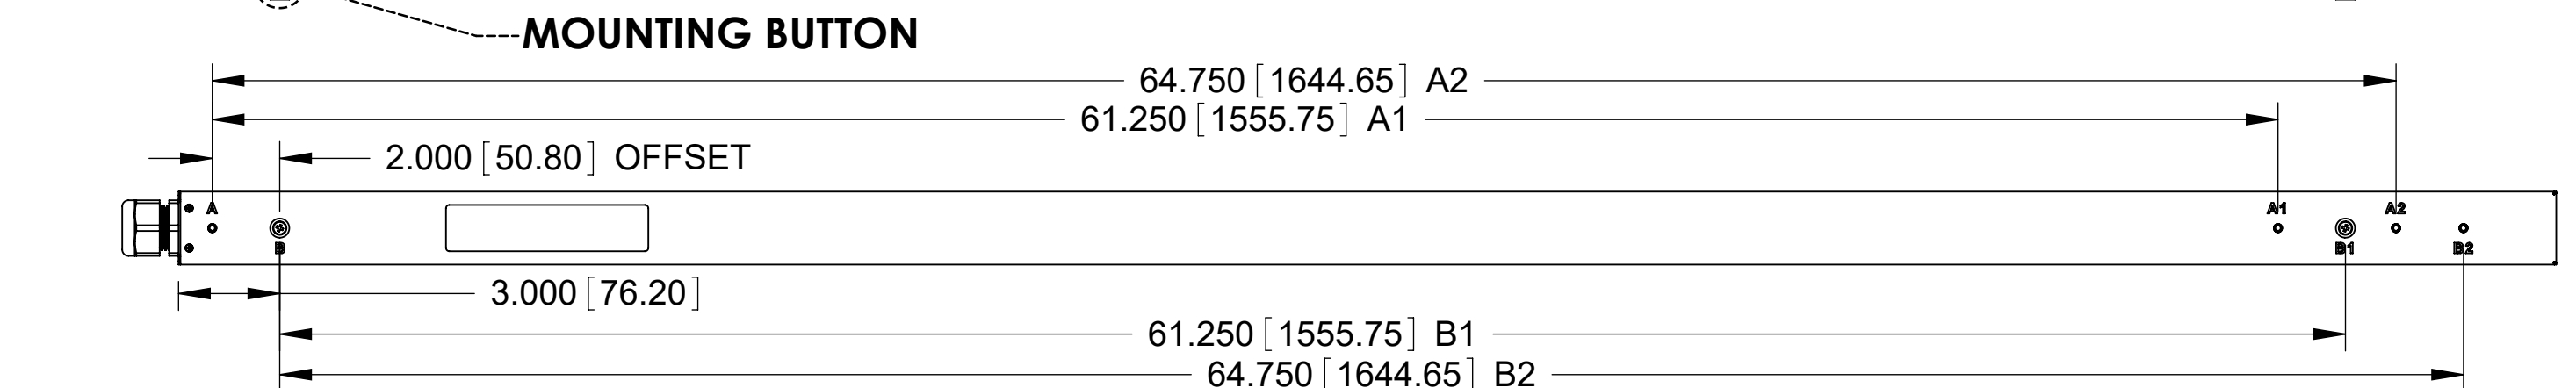 MOUNTING BUTTON
64.750 [1644.65] A2
61.250 [1555.75] A1
2.000 [50.80] OFFSET
A
A1
A2
B
B1
B2
3.000 [76.20]
61.250 [1555.75] B1
64.750 [1644.65] B2